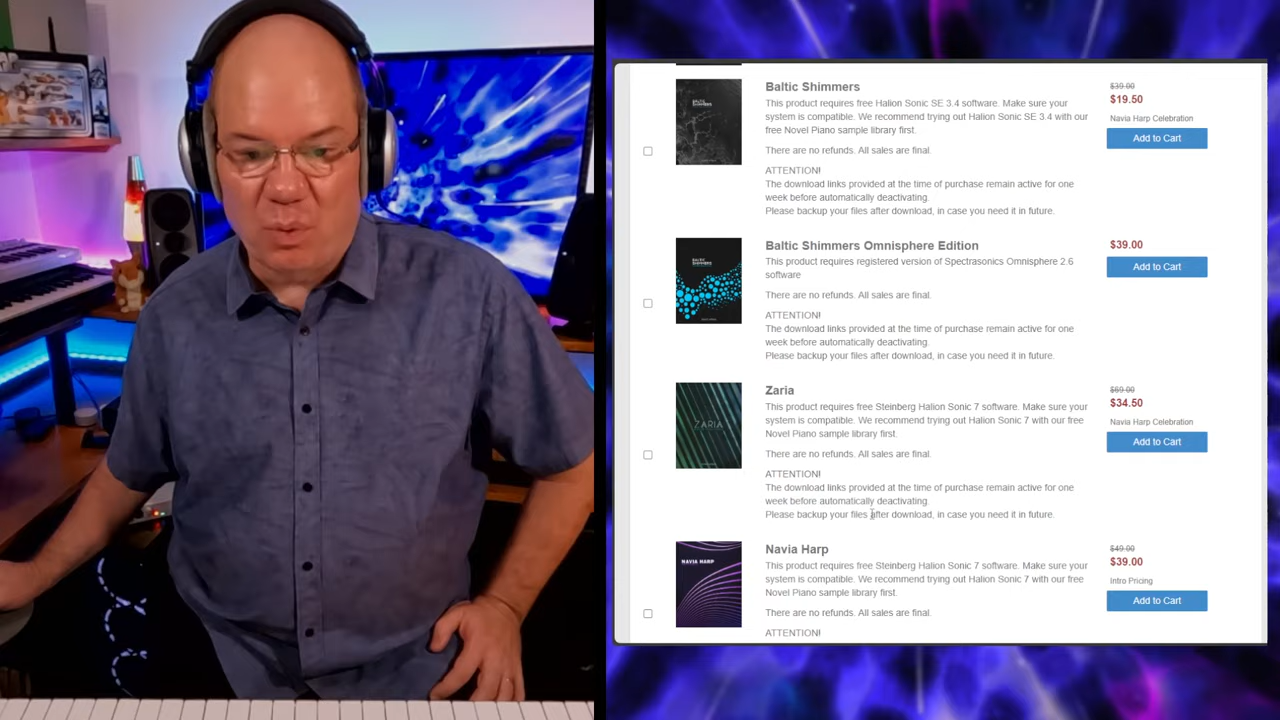 Baltic Shimmers
This product requires free Halion Sonic SE 3.4 software. Make sure your
system is compatible. We recommend trying out Halion Sonic SE 3.4 with our
free Novel Piano sample library first.
There are no refunds. All sales are final.
ATTENTION!
The download links provided at the time of purchase remain active for one
week before automatically deactivating.
Please backup your files after download, in case you need it in future.
$39.00
$19.50
Navia Harp Celebration
Add to Cart
BALTIC
SHIMMERS
Baltic Shimmers Omnisphere Edition
This product requires registered version of Spectrasonics Omnisphere 2.6
software
There are no refunds. All sales are final.
ATTENTION!
The download links provided at the time of purchase remain active for one
week before automatically deactivating.
Please backup your files after download, in case you need it in future.
$39.00
Add to Cart
BALTIC
SHIMMERS
Zaria
This product requires free Steinberg Halion Sonic 7 software. Make sure your
system is compatible. We recommend trying out Halion Sonic 7 with our free
Novel Piano sample library first.
There are no refunds. All sales are final.
ATTENTION!
The download links provided at the time of purchase remain active for one
week before automatically deactivating.
Please backup your files after download, in case you need it in future.
$69.00
$34.50
Navia Harp Celebration
Add to Cart
ZARIA
Navia Harp
This product requires free Steinberg Halion Sonic 7 software. Make sure your
system is compatible. We recommend trying out Halion Sonic 7 with our free
Novel Piano sample library first.
There are no refunds. All sales are final.
ATTENTION!
$49.00
$39.00
Intro Pricing
Add to Cart
NAVIA HARP